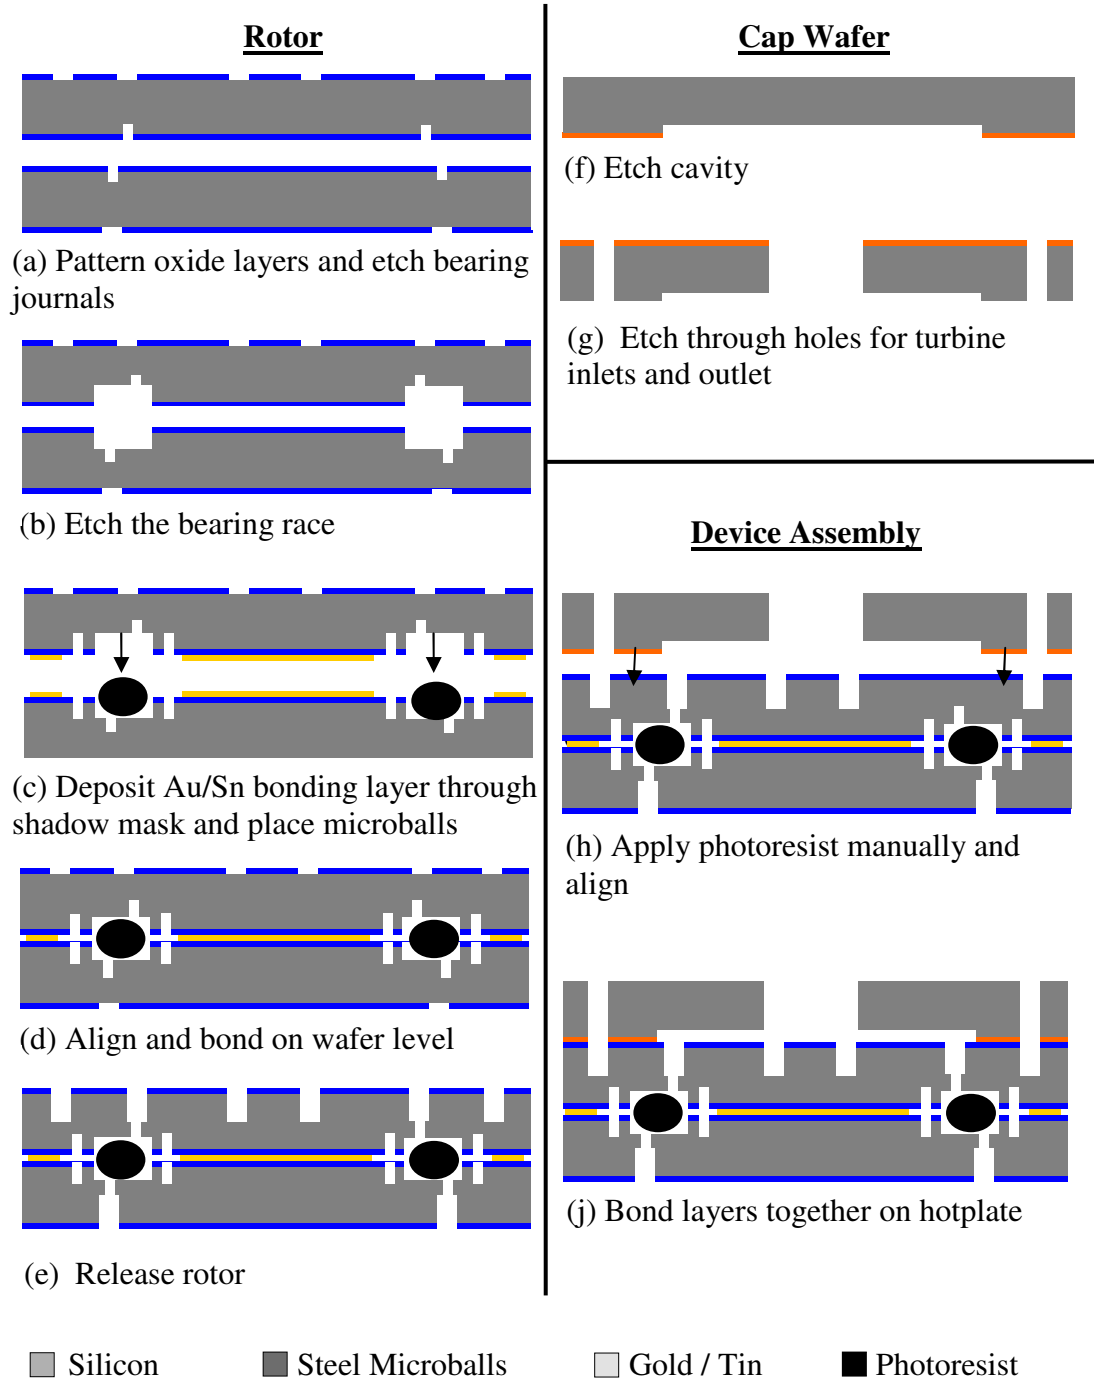 Rotor
(a) Pattern oxide layers and etch bearing
journals
(b) Etch the bearing race
(c) Deposit Au/Sn bonding layer through
shadow mask and place microballs
(d) Align and bond on wafer level
(e) Release rotor
Cap Wafer
(f) Etch cavity
(g) Etch through holes for turbine
inlets and outlet
Device Assembly
(h) Apply photoresist manually and
align
(j) Bond layers together on hotplate
Silicon
Steel Microballs
Gold / Tin
Photoresist